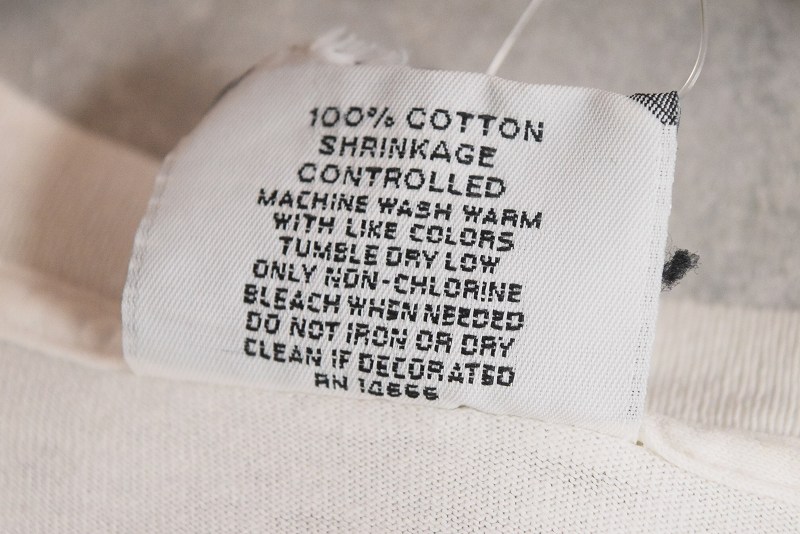 100% COTTON
SHRINKAGE
CONTROLLED
MACHINE WASH WARM
WITH LIKE COLORS
TUMBLE DRY LOW
ONLY NON-CHLORINE
BLEACH WHEN NEEDED
DO NOT IRON OR DRY
CLEAN IF DECORATED
RN